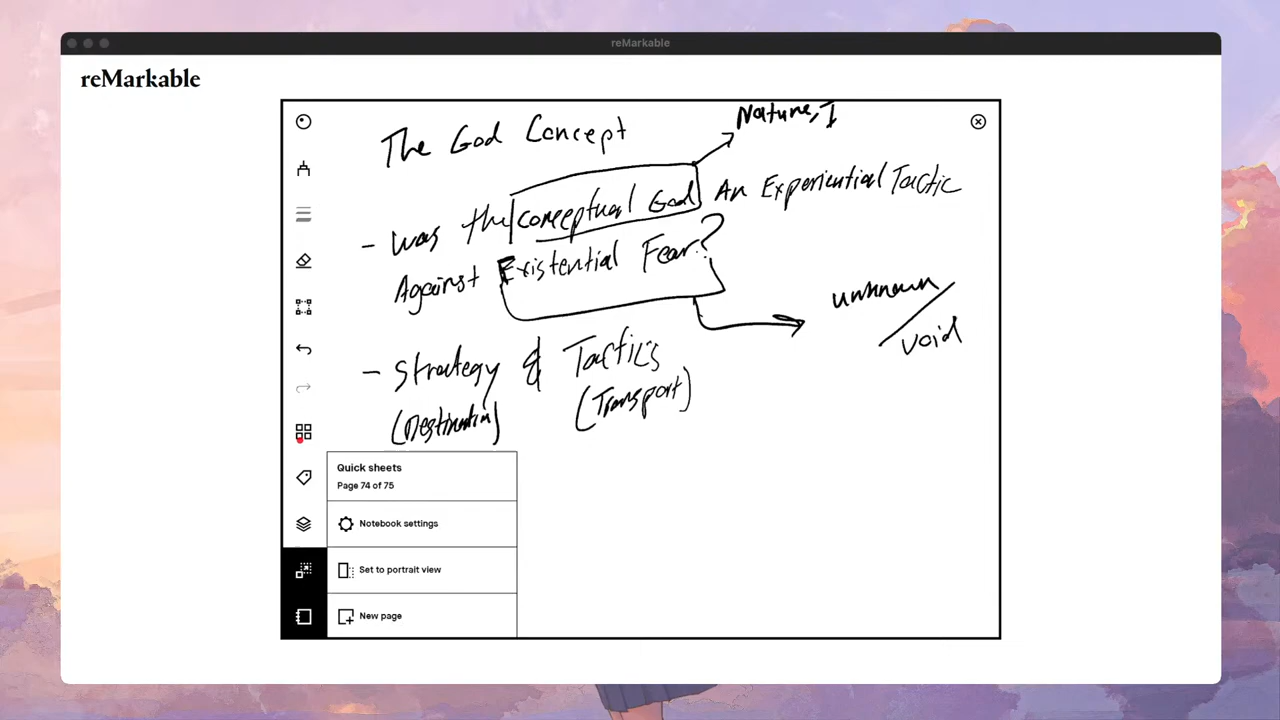 reMarkable
reMarkable
The God Concept
Nature, I
- was the conceptual God An Experiential Tactic
Against Existential Fear?
unknown / void
- Strategy & Tactics
(Destination) (Transport)
Quick sheets
Page 74 of 75
Notebook settings
Set to portrait view
New page